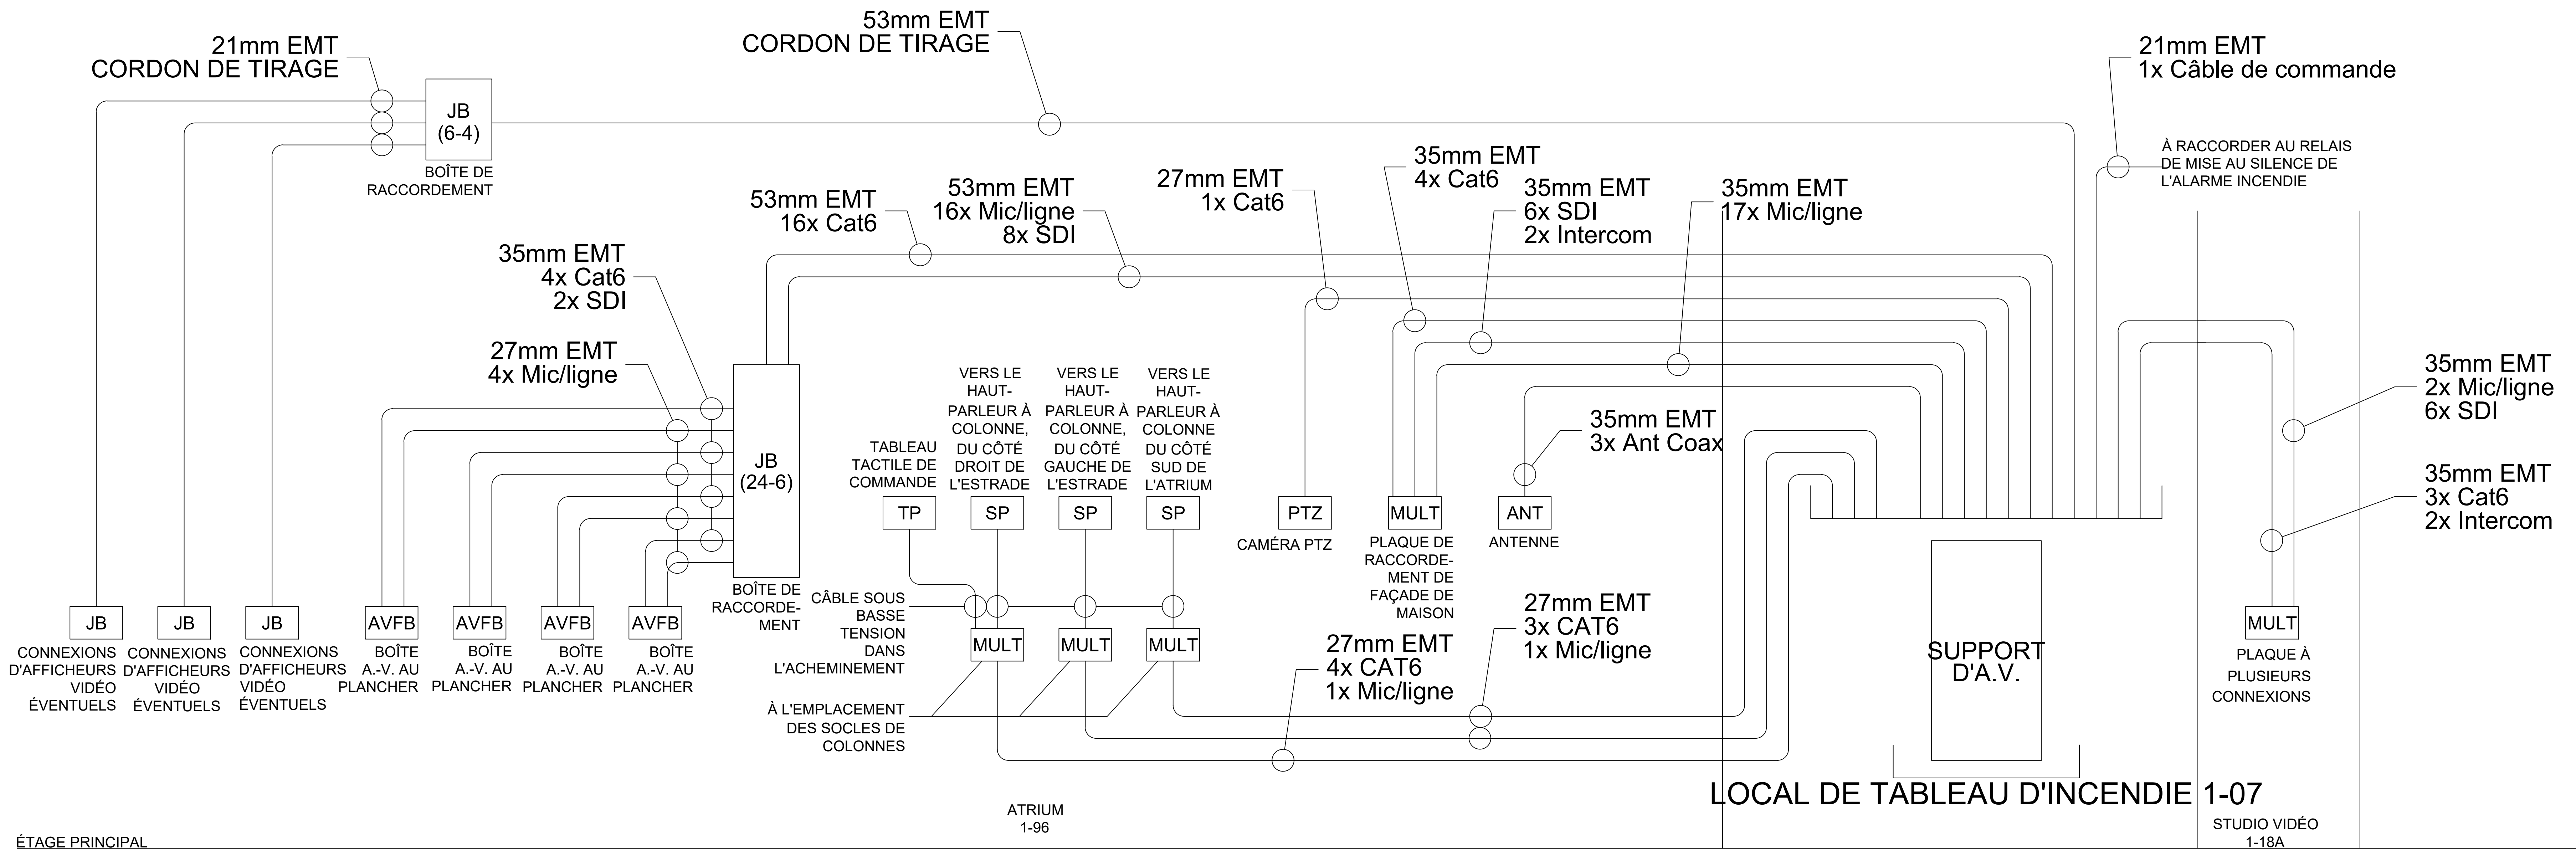 53mm EMT
CORDON DE TIRAGE
21mm EMT
CORDON DE TIRAGE
21mm EMT
1x Câble de commande
JB
(6-4)
BOÎTE DE
RACCORDEMENT
À RACCORDER AU RELAIS
DE MISE AU SILENCE DE
L'ALARME INCENDIE
53mm EMT
16x Cat6
53mm EMT
16x Mic/ligne
8x SDI
27mm EMT
1x Cat6
35mm EMT
4x Cat6
35mm EMT
6x SDI
2x Intercom
35mm EMT
17x Mic/ligne
35mm EMT
4x Cat6
2x SDI
27mm EMT
4x Mic/ligne
JB
(24-6)
BOÎTE DE
RACCORDE-
MENT
TABLEAU
TACTILE DE
COMMANDE
TP
VERS LE
HAUT-
PARLEUR À
COLONNE,
DU CÔTÉ
DROIT DE
L'ESTRADE
SP
VERS LE
HAUT-
PARLEUR À
COLONNE,
DU CÔTÉ
GAUCHE DE
L'ESTRADE
SP
VERS LE
HAUT-
PARLEUR À
COLONNE
DU CÔTÉ
SUD DE
L'ATRIUM
SP
PTZ
CAMÉRA PTZ
MULT
PLAQUE DE
RACCORDE-
MENT DE
FAÇADE DE
MAISON
35mm EMT
3x Ant Coax
ANT
ANTENNE
35mm EMT
2x Mic/ligne
6x SDI
35mm EMT
3x Cat6
2x Intercom
JB
CONNEXIONS
D'AFFICHEURS
VIDÉO
ÉVENTUELS
JB
CONNEXIONS
D'AFFICHEURS
VIDÉO
ÉVENTUELS
JB
CONNEXIONS
D'AFFICHEURS
VIDÉO
ÉVENTUELS
AVFB
BOÎTE
A.-V. AU
PLANCHER
AVFB
BOÎTE
A.-V. AU
PLANCHER
AVFB
BOÎTE
A.-V. AU
PLANCHER
AVFB
BOÎTE
A.-V. AU
PLANCHER
CÂBLE SOUS
BASSE
TENSION
DANS
L'ACHEMINEMENT
MULT
MULT
MULT
À L'EMPLACEMENT
DES SOCLES DE
COLONNES
27mm EMT
4x CAT6
1x Mic/ligne
27mm EMT
3x CAT6
1x Mic/ligne
SUPPORT
D'A.V.
MULT
PLAQUE À
PLUSIEURS
CONNEXIONS
LOCAL DE TABLEAU D'INCENDIE 1-07
ATRIUM
1-96
STUDIO VIDÉO
1-18A
ÉTAGE PRINCIPAL